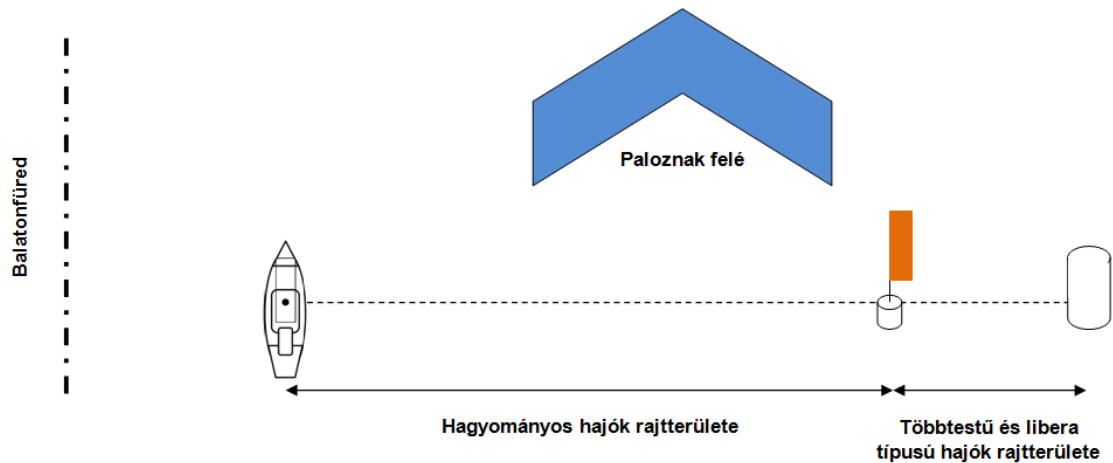 Balatonfüred
Paloznak felé
Hagyományos hajók rajtterülete
Többtestű és libera
típusú hajók rajtterülete